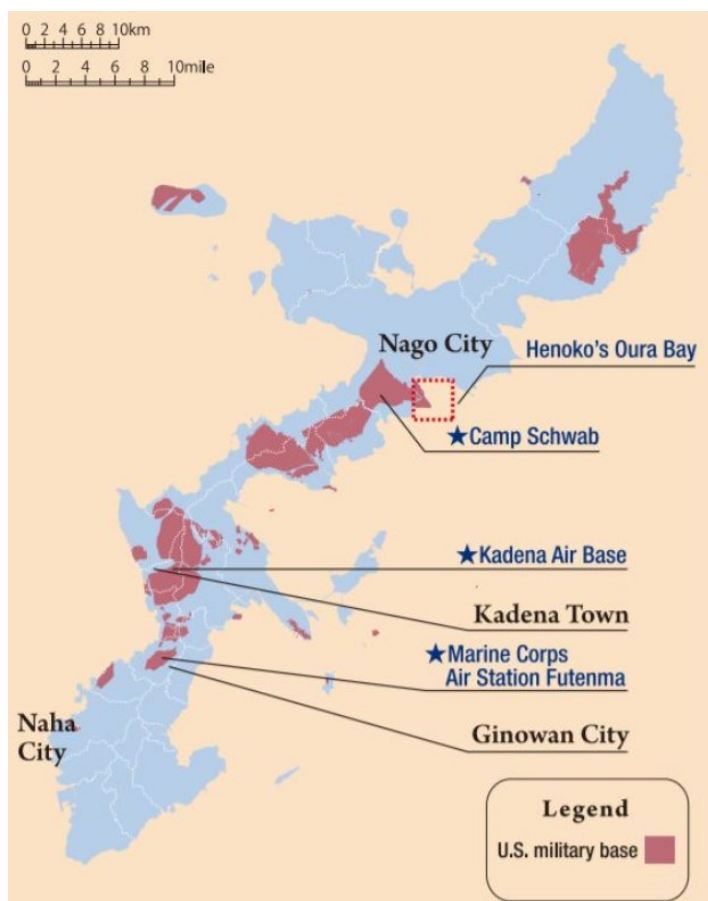 0 2 4 6 8 10km
0 2 4 6 8 10mile
Nago City
Henoko's Oura Bay
★Camp Schwab
★Kadena Air Base
Kadena Town
★Marine Corps
Air Station Futenma
Naha
City
Ginowan City
Legend
U.S. military base